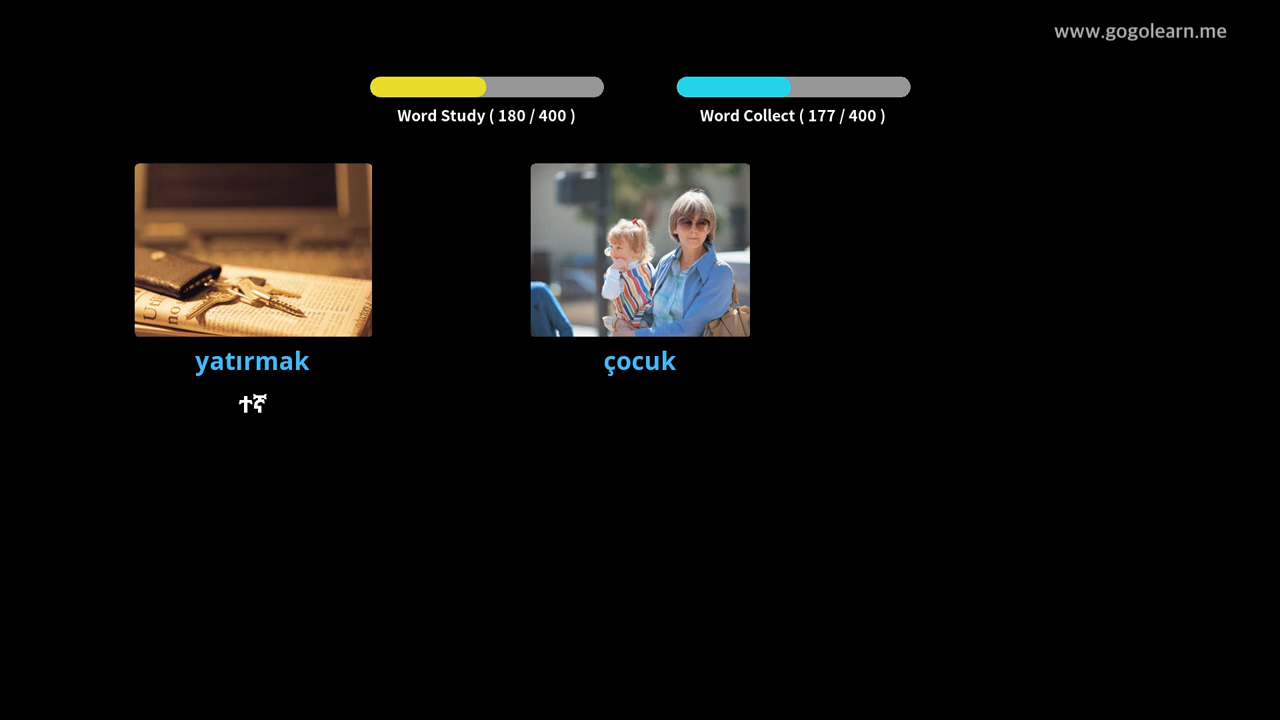 www.gogolearn.me
Word Study ( 180 / 400 )
Word Collect ( 177 / 400 )
yatırmak
çocuk
ተኛ